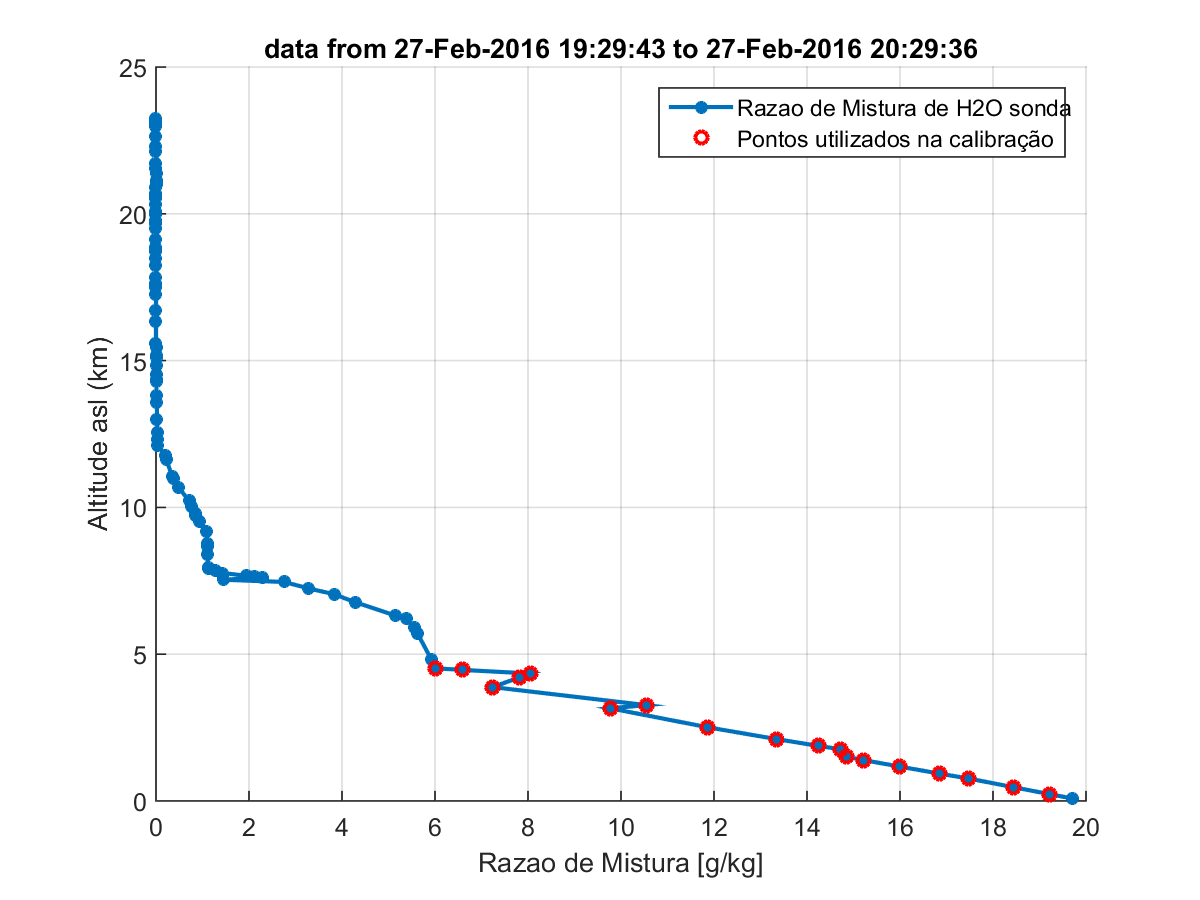 data from 27-Feb-2016 19:29:43 to 27-Feb-2016 20:29:36
Razao de Mistura de H2O sonda
Pontos utilizados na calibração
25
20
15
10
5
0
Altitude asl (km)
0 2 4 6 8 10 12 14 16 18 20
Razao de Mistura [g/kg]